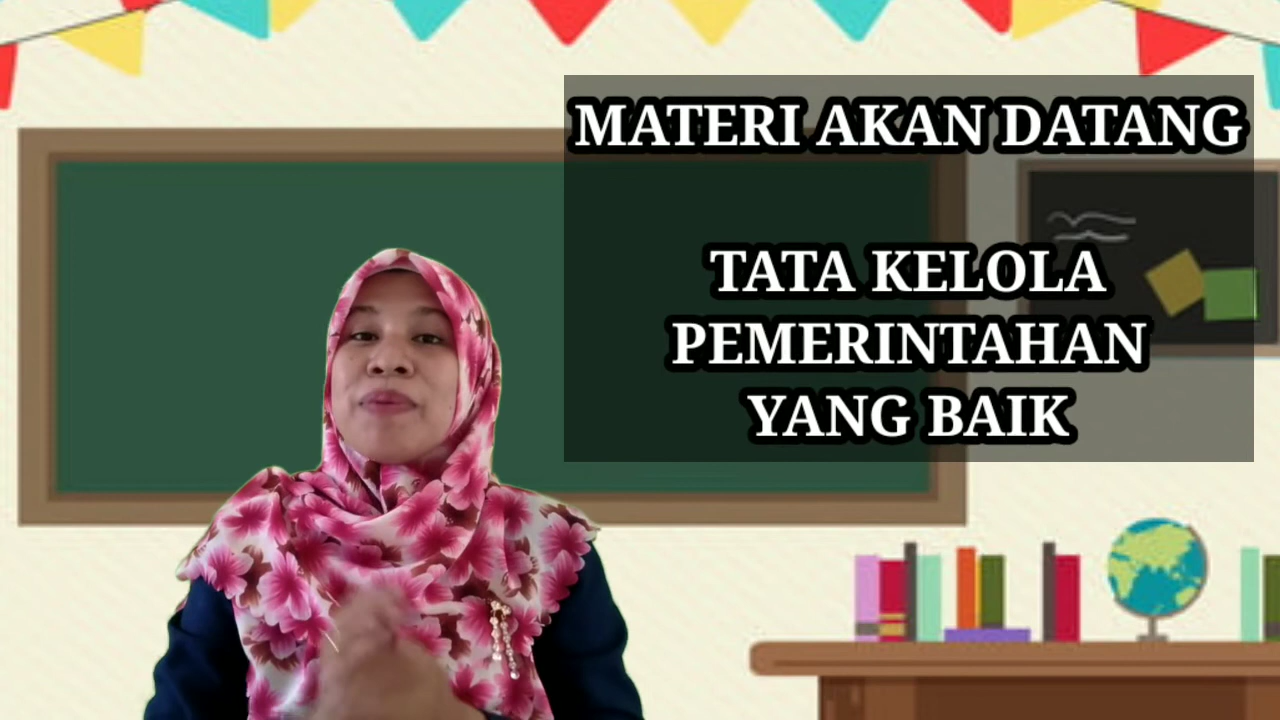 MATERI AKAN DATANG
TATA KELOLA
PEMERINTAHAN
YANG BAIK